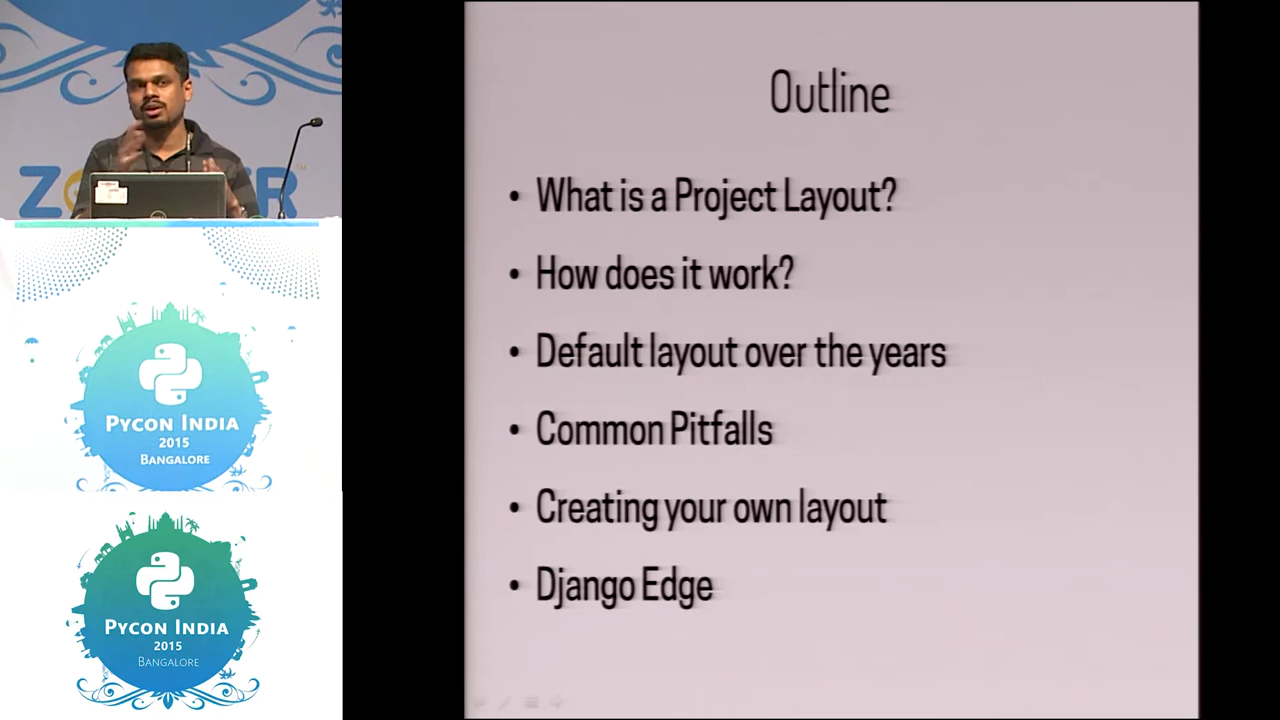 Outline
• What is a Project Layout?
• How does it work?
• Default layout over the years
• Common Pitfalls
• Creating your own layout
• Django Edge
PYCON INDIA
2015
BANGALORE
PYCON INDIA
2015
BANGALORE